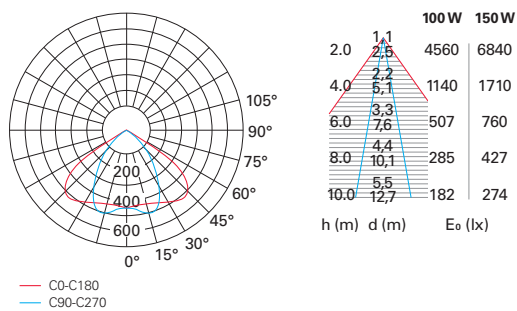 105°
90°
75°
60°
45°
30°
15°
0°
200
400
600
C0-C180
C90-C270
100 W 150 W
1,1
2.0 2,5 4560 6840
2,2
4.0 5,1 1140 1710
3,3
6.0 7,6 507 760
4,4
8.0 10,1 285 427
5,5
10.0 12,7 182 274
h (m) d (m) E₀ (lx)